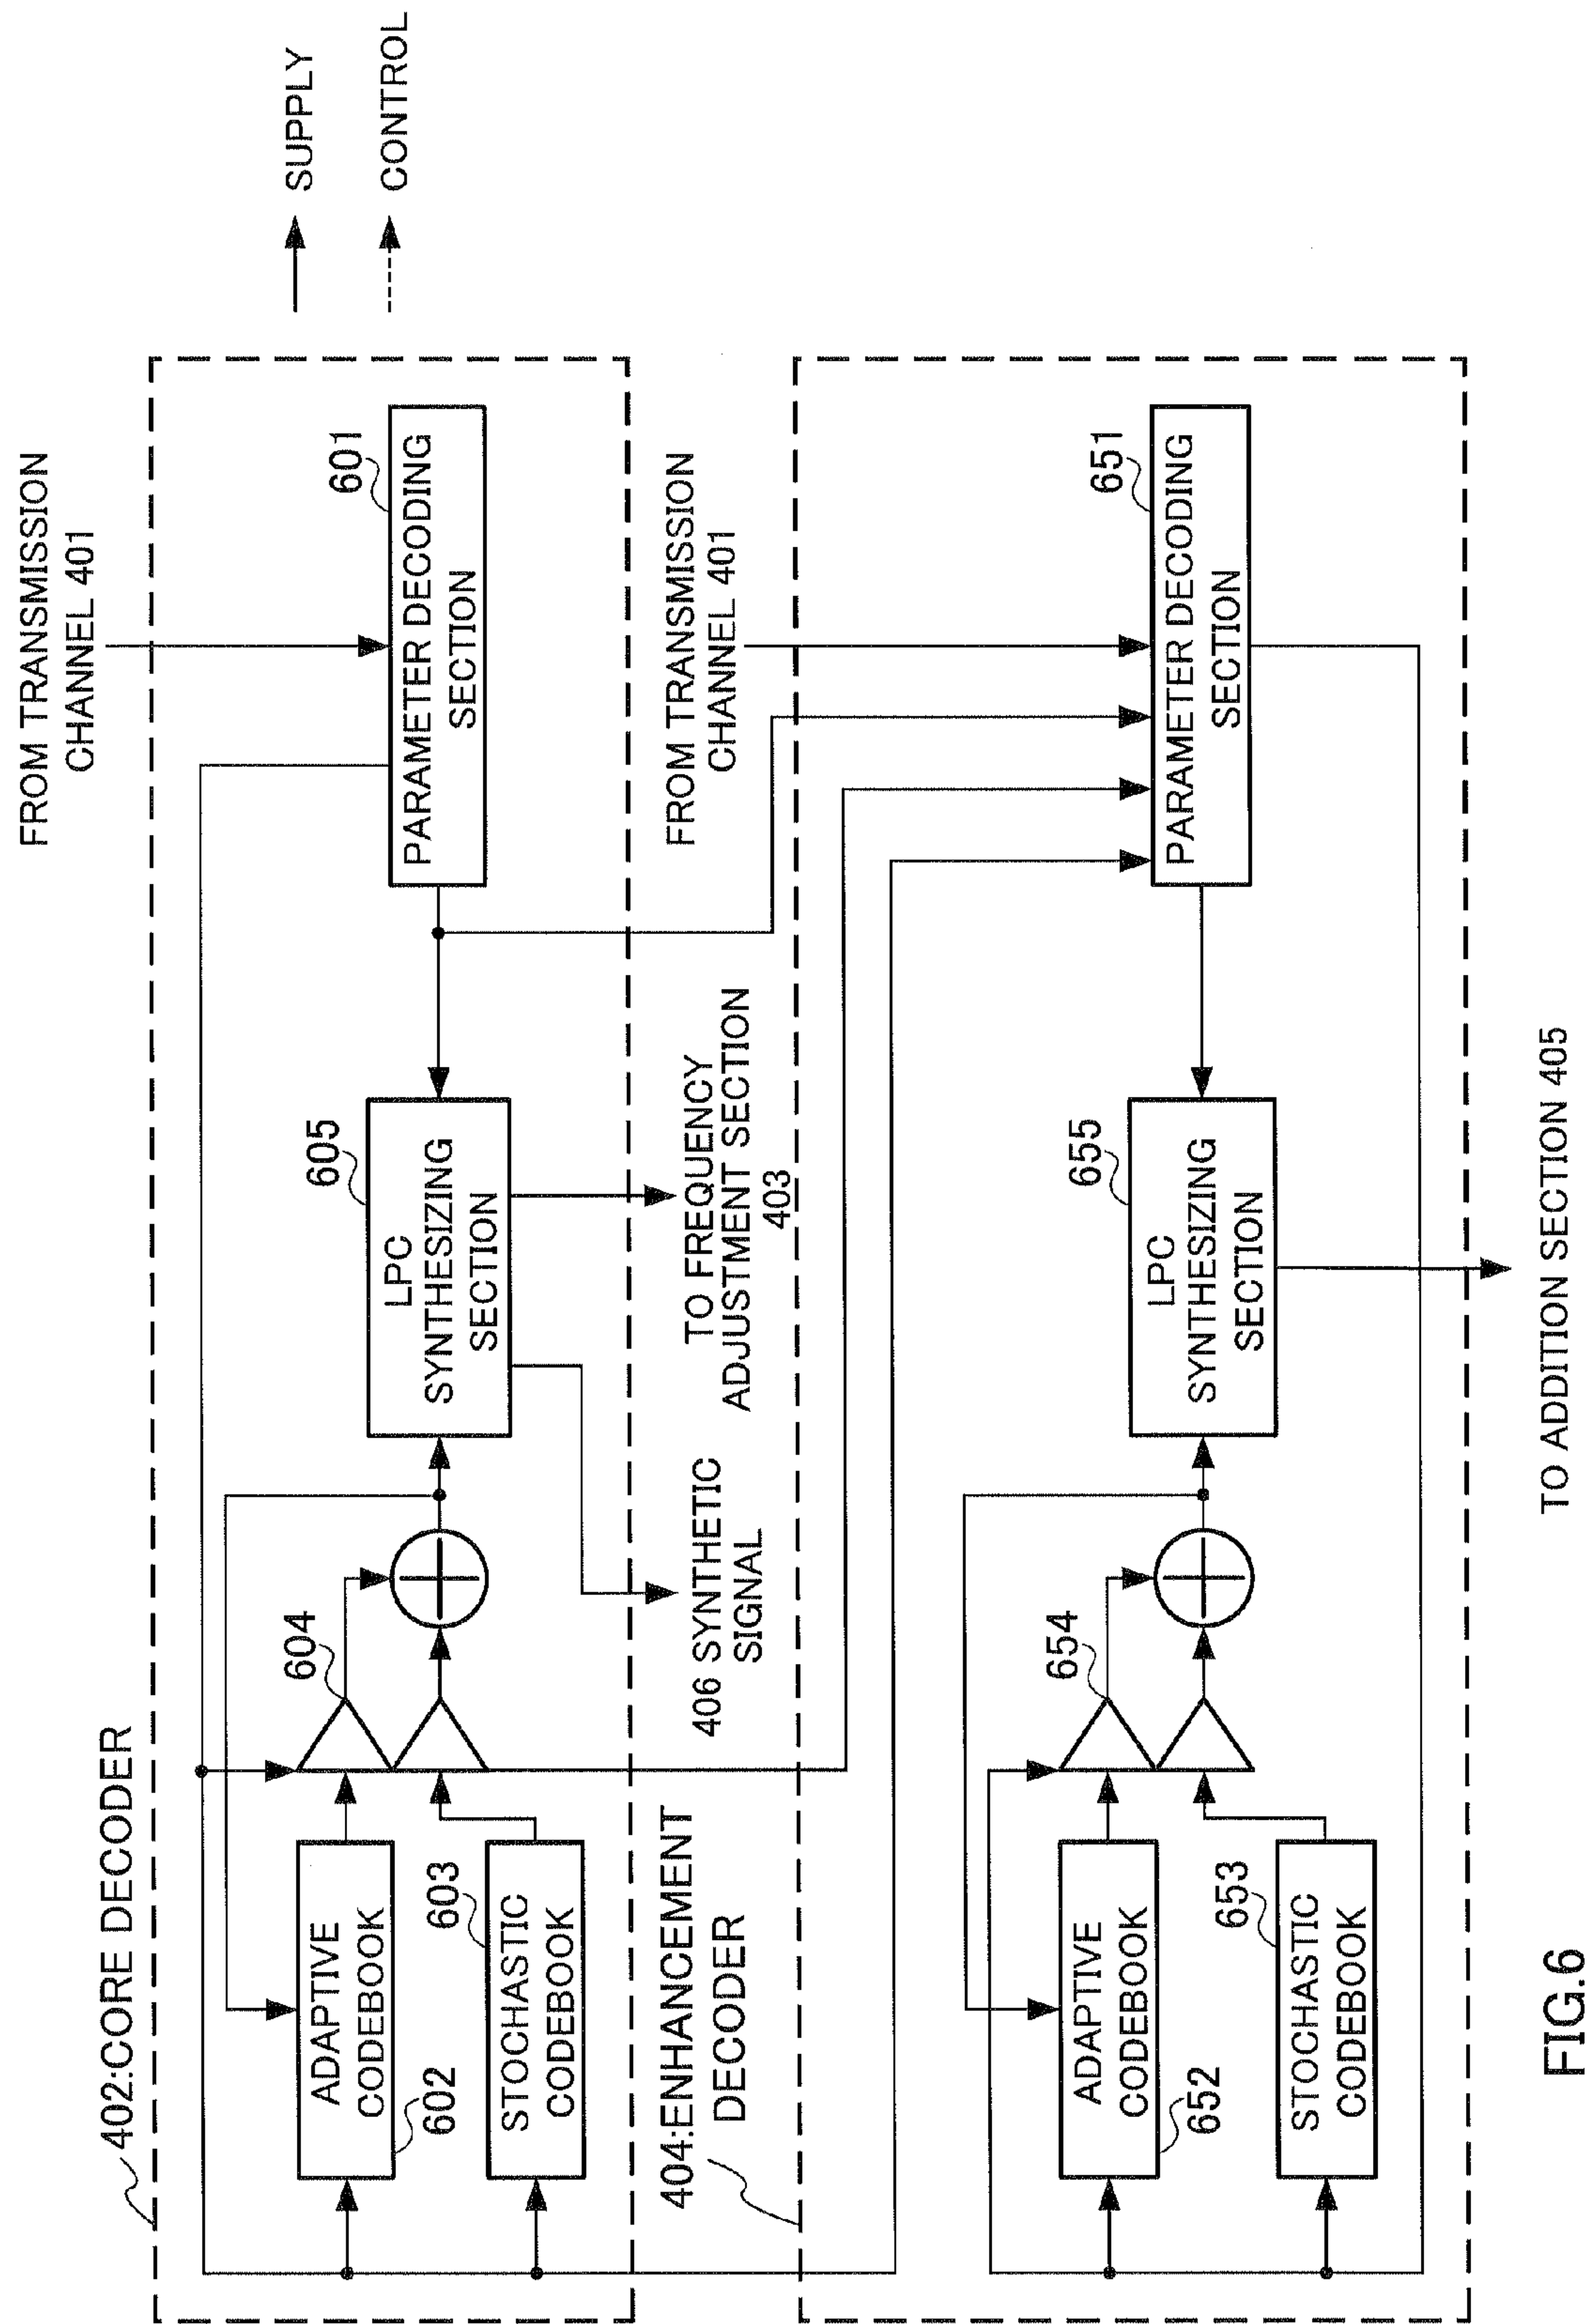 402:CORE DECODER
FROM TRANSMISSION
CHANNEL 401
SUPPLY
CONTROL
ADAPTIVE
CODEBOOK
602
STOCHASTIC
CODEBOOK
603
604
LPC
SYNTHESIZING
SECTION
605
PARAMETER DECODING
SECTION
601
404:ENHANCEMENT
DECODER
406 SYNTHETIC
SIGNAL
TO FREQUENCY
ADJUSTMENT SECTION
403
FROM TRANSMISSION
CHANNEL 401
ADAPTIVE
CODEBOOK
652
STOCHASTIC
CODEBOOK
653
654
LPC
SYNTHESIZING
SECTION
655
PARAMETER DECODING
SECTION
651
TO ADDITION SECTION 405
FIG.6